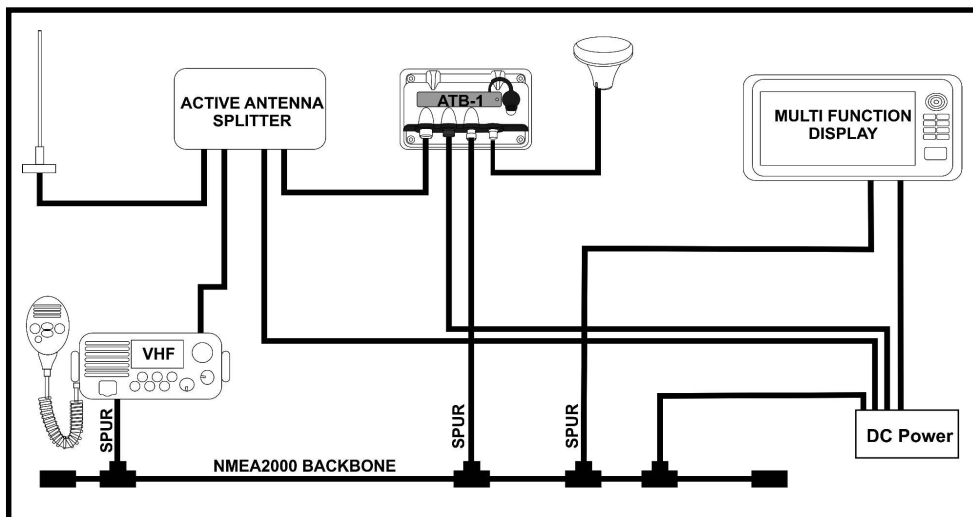 ACTIVE ANTENNA
SPLITTER
ATB-1
MULTI FUNCTION
DISPLAY
VHF
SPUR
SPUR
SPUR
DC Power
NMEA2000 BACKBONE